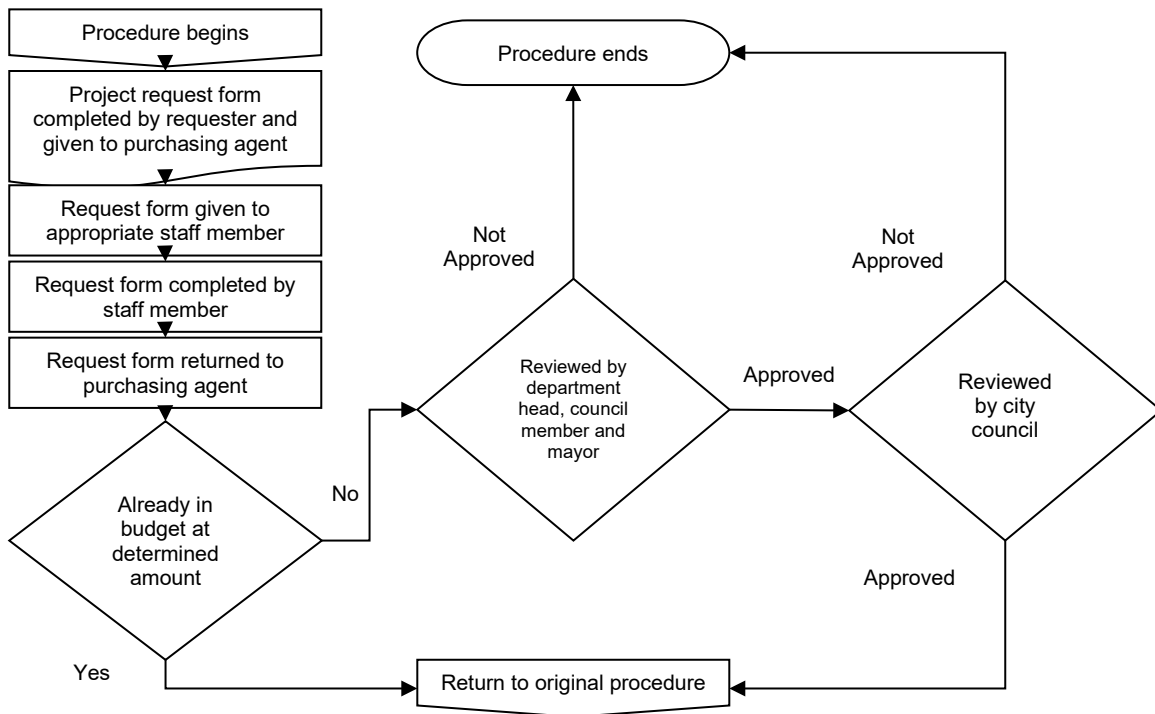 Procedure begins
Project request form
completed by requester and
given to purchasing agent
Request form given to
appropriate staff member
Request form completed by
staff member
Request form returned to
purchasing agent
Already in
budget at
determined
amount
No
Yes
Procedure ends
Not
Approved
Reviewed by
department
head, council
member and
mayor
Approved
Not
Approved
Reviewed
by city
council
Approved
Return to original procedure